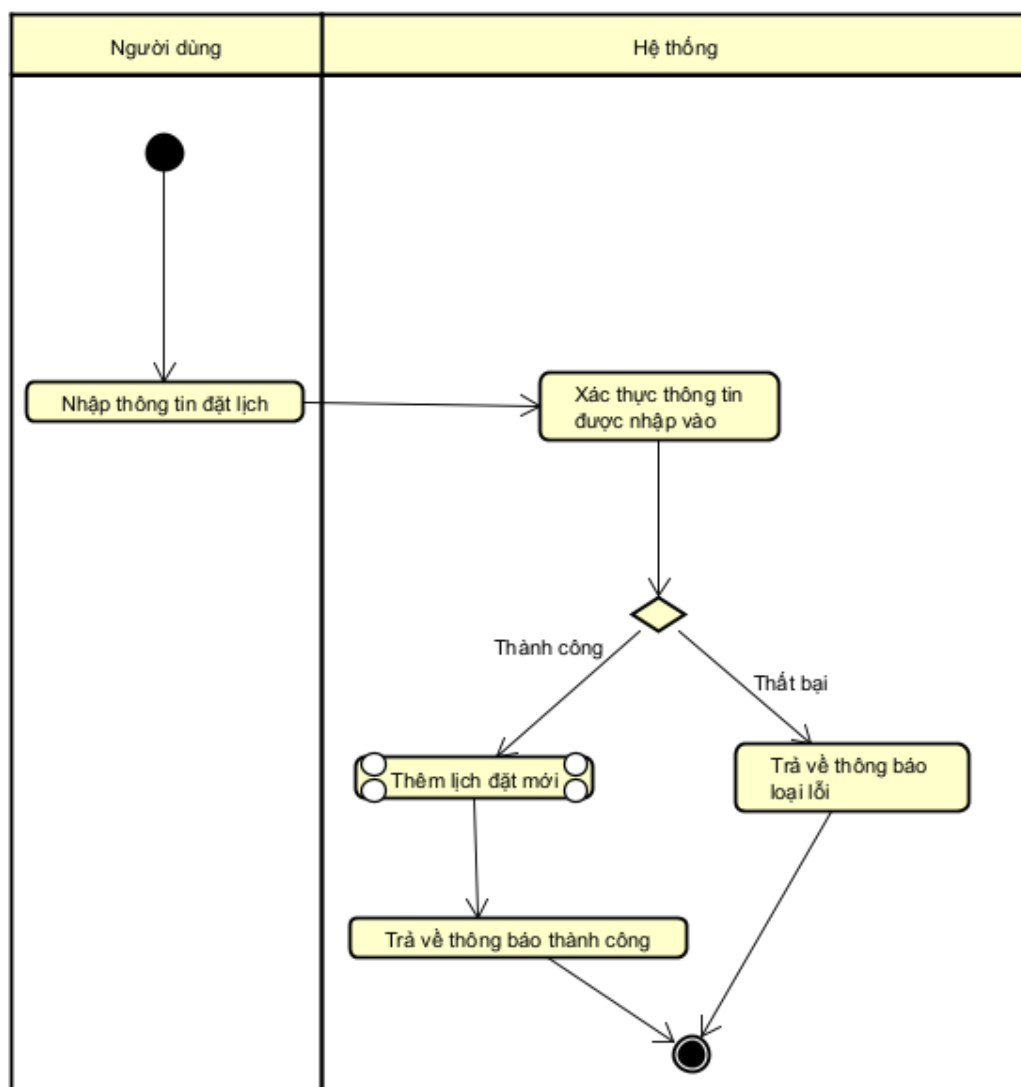 Người dùng
Hệ thống
Nhập thông tin đặt lịch
Xác thực thông tin
được nhập vào
Thành công
Thất bại
Thêm lịch đặt mới
Trả về thông báo
loại lỗi
Trả về thông báo thành công